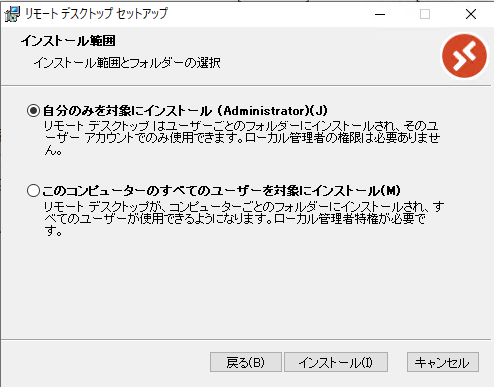 リモート デスクトップ セットアップ
インストール範囲
インストール範囲とフォルダーの選択
自分のみを対象にインストール (Administrator)(J)
リモート デスクトップ はユーザーごとのフォルダーにインストールされ、そのユ
ーザー アカウントでのみ使用できます。ローカル管理者の権限は必要ありませ
ん。
このコンピューターのすべてのユーザーを対象にインストール(M)
リモート デスクトップが、コンピューターごとのフォルダーにインストールされ、す
べてのユーザーが使用できるようになります。ローカル管理者特権が必要で
す。
戻る(B)
インストール(I)
キャンセル